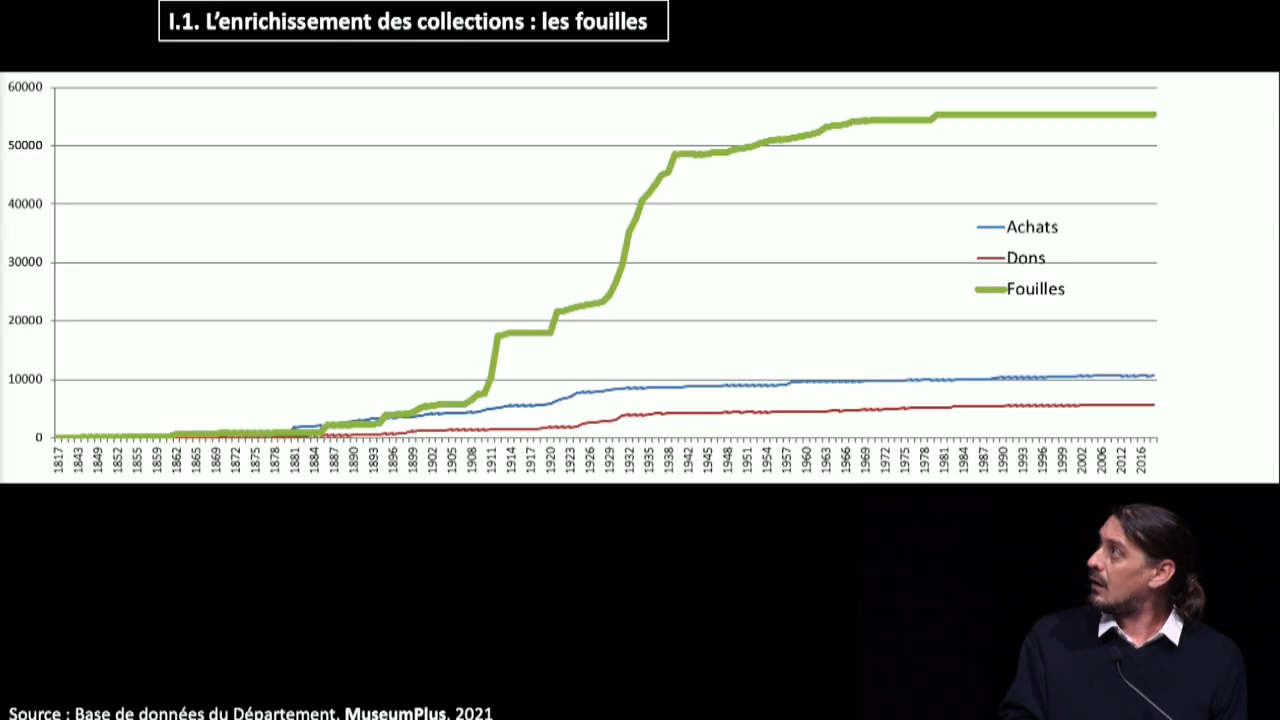 I.1. L'enrichissement des collections : les fouilles
60000
50000
40000
30000
20000
10000
0
Achats
Dons
Fouilles
1817 1843 1849 1852 1855 1859 1862 1865 1869 1872 1875 1878 1881 1884 1887 1890 1893 1896 1899 1902 1905 1908 1911 1914 1917 1920 1923 1926 1929 1932 1935 1938 1942 1945 1948 1951 1954 1957 1960 1963 1966 1969 1972 1975 1978 1981 1984 1987 1990 1993 1996 1999 2002 2006 2012 2016
Source : Base de données du Département, MuseumPlus, 2021